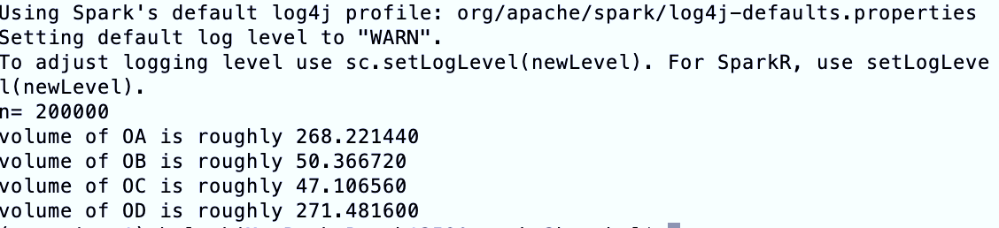 Using Spark's default log4j profile: org/apache/spark/log4j-defaults.properties
Setting default log level to "WARN".
To adjust logging level use sc.setLogLevel(newLevel). For SparkR, use setLogLeve
l(newLevel).
n= 200000
volume of OA is roughly 268.221440
volume of OB is roughly 50.366720
volume of OC is roughly 47.106560
volume of OD is roughly 271.481600